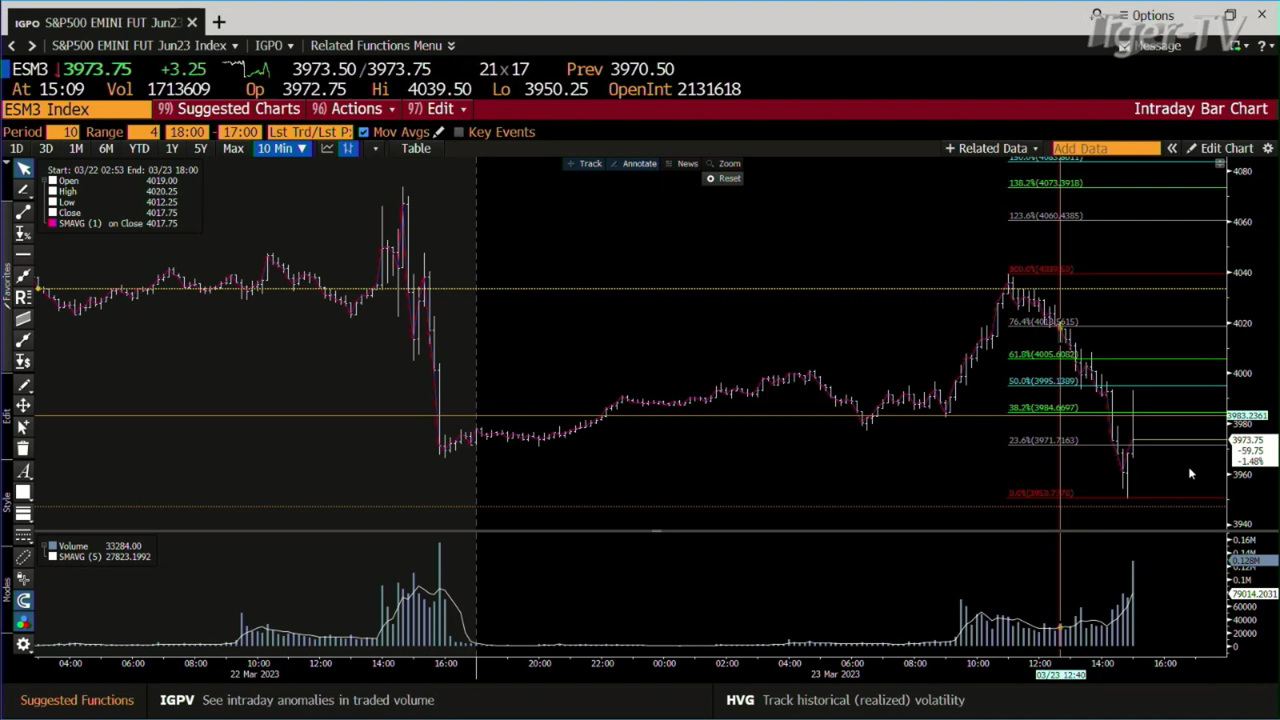 IGPO S&P500 EMINI FUT Jun23
Options
Tiger-TV
S&P500 EMINI FUT Jun23 Index IGPO Related Functions Menu
Message
ESM3 3973.75 +3.25 3973.50/3973.75 21x17 Prev 3970.50
At 15:09 Vol 1713609 Op 3972.75 Hi 4039.50 Lo 3950.25 OpenInt 2131618
ESM3 Index 99) Suggested Charts 96) Actions 97) Edit Intraday Bar Chart
Period 10 Range 4 18:00 - 17:00 Lst Trd/Lst P Mov Avgs Key Events
1D 3D 1M 6M YTD 1Y 5Y Max 10 Min Table + Related Data Add Data « Edit Chart
Track Annotate News Zoom
Reset
Start: 03/22 02:53 End: 03/23 18:00
Open 4019.00
High 4020.25
Low 4012.25
Close 4017.75
SMAVG (1) on Close 4017.75
138.2%(4073.3918)
123.6%(4060.4385)
76.4%(4018.5615)
61.8%(4005.6082)
50.0%(3995.1389)
38.2%(3984.6697)
23.6%(3971.7163)
4080
4060
4040
4020
4000
3983.2361
3980
3973.75
-59.75
-1.48%
3960
3940
Volume 33284.00
SMAVG (5) 27823.1992
0.16M
0.14M
0.128M
0.12M
0.1M
79014.2031
60000
40000
20000
0
04:00 06:00 08:00 10:00 12:00 14:00 16:00 20:00 22:00 00:00 02:00 04:00 06:00 08:00 10:00 12:00 14:00 16:00
22 Mar 2023 23 Mar 2023 03/23 12:40
Favorites
Edit
Style
Modes
Suggested Functions IGPV See intraday anomalies in traded volume HVG Track historical (realized) volatility